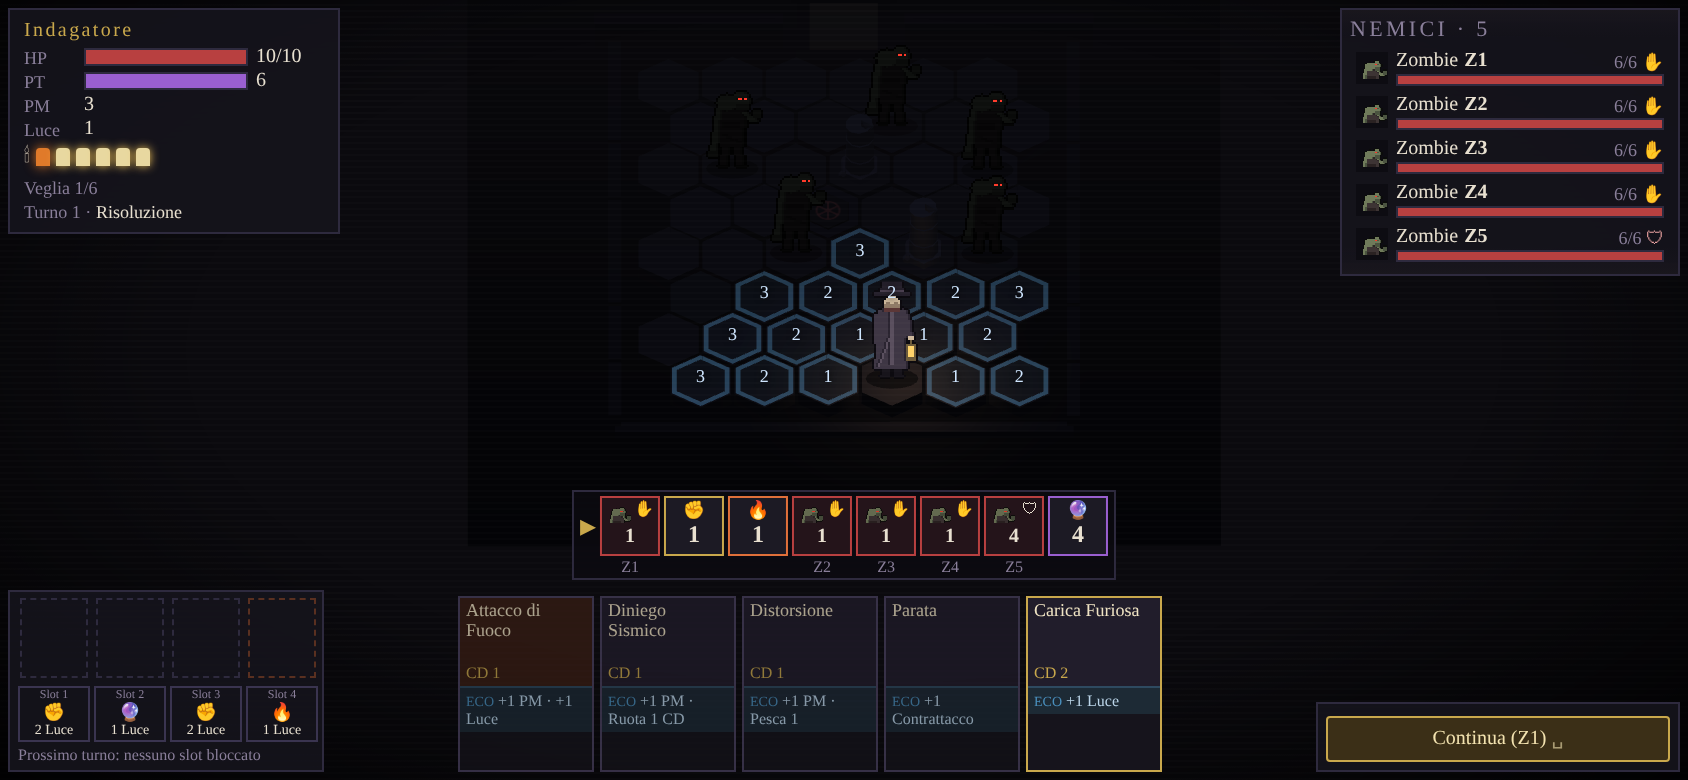 Indagatore
HP 10/10
PT 6
PM 3
Luce 1
Veglia 1/6
Turno 1 · Risoluzione
NEMICI · 5
Zombie Z1 6/6
Zombie Z2 6/6
Zombie Z3 6/6
Zombie Z4 6/6
Zombie Z5 6/6
3
3 2 2 2 3
3 2 1 1 2
3 2 1 1 2
1 1 1 1 1 1 4 4
Z1 Z2 Z3 Z4 Z5
Slot 1 Slot 2 Slot 3 Slot 4
2 Luce 1 Luce 2 Luce 1 Luce
Prossimo turno: nessuno slot bloccato
Attacco di
Fuoco
CD 1
ECO +1 PM · +1
Luce
Diniego
Sismico
CD 1
ECO +1 PM ·
Ruota 1 CD
Distorsione
CD 1
ECO +1 PM ·
Pesca 1
Parata
ECO +1
Contrattacco
Carica Furiosa
CD 2
ECO +1 Luce
Continua (Z1) ␣